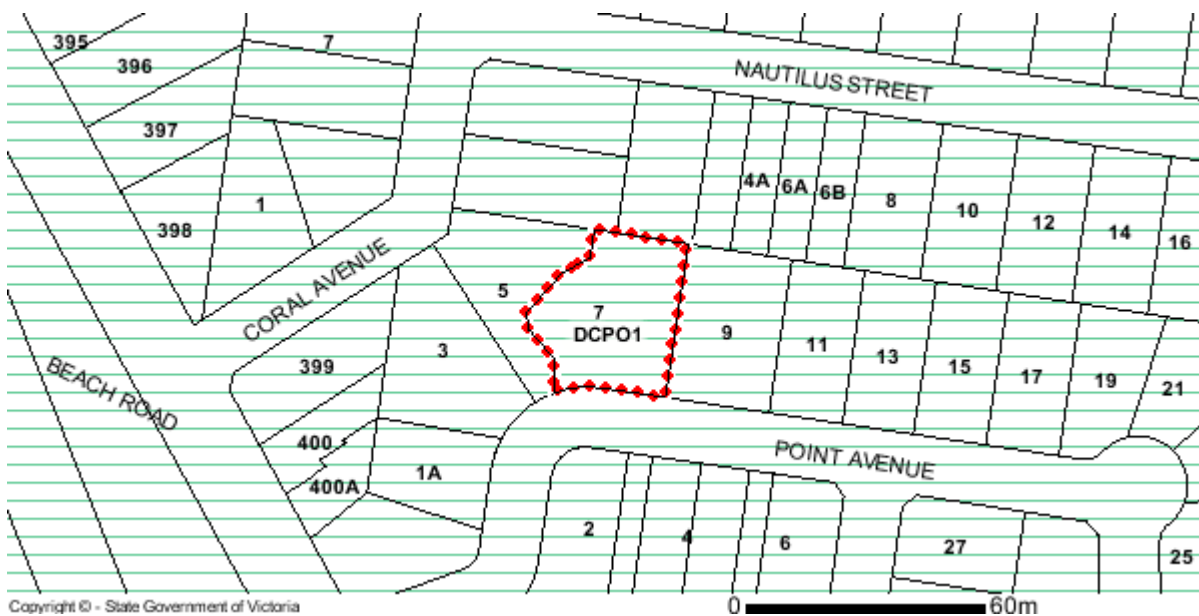 395
7
396
NAUTILUS STREET
397
4A
6A
6B
8
10
12
14
16
1
398
CORAL AVENUE
5
7
DCPO1
9
11
13
15
17
19
21
3
399
BEACH ROAD
400
1A
400A
POINT AVENUE
2
4
6
27
25
Copyright © - State Government of Victoria
0
60m